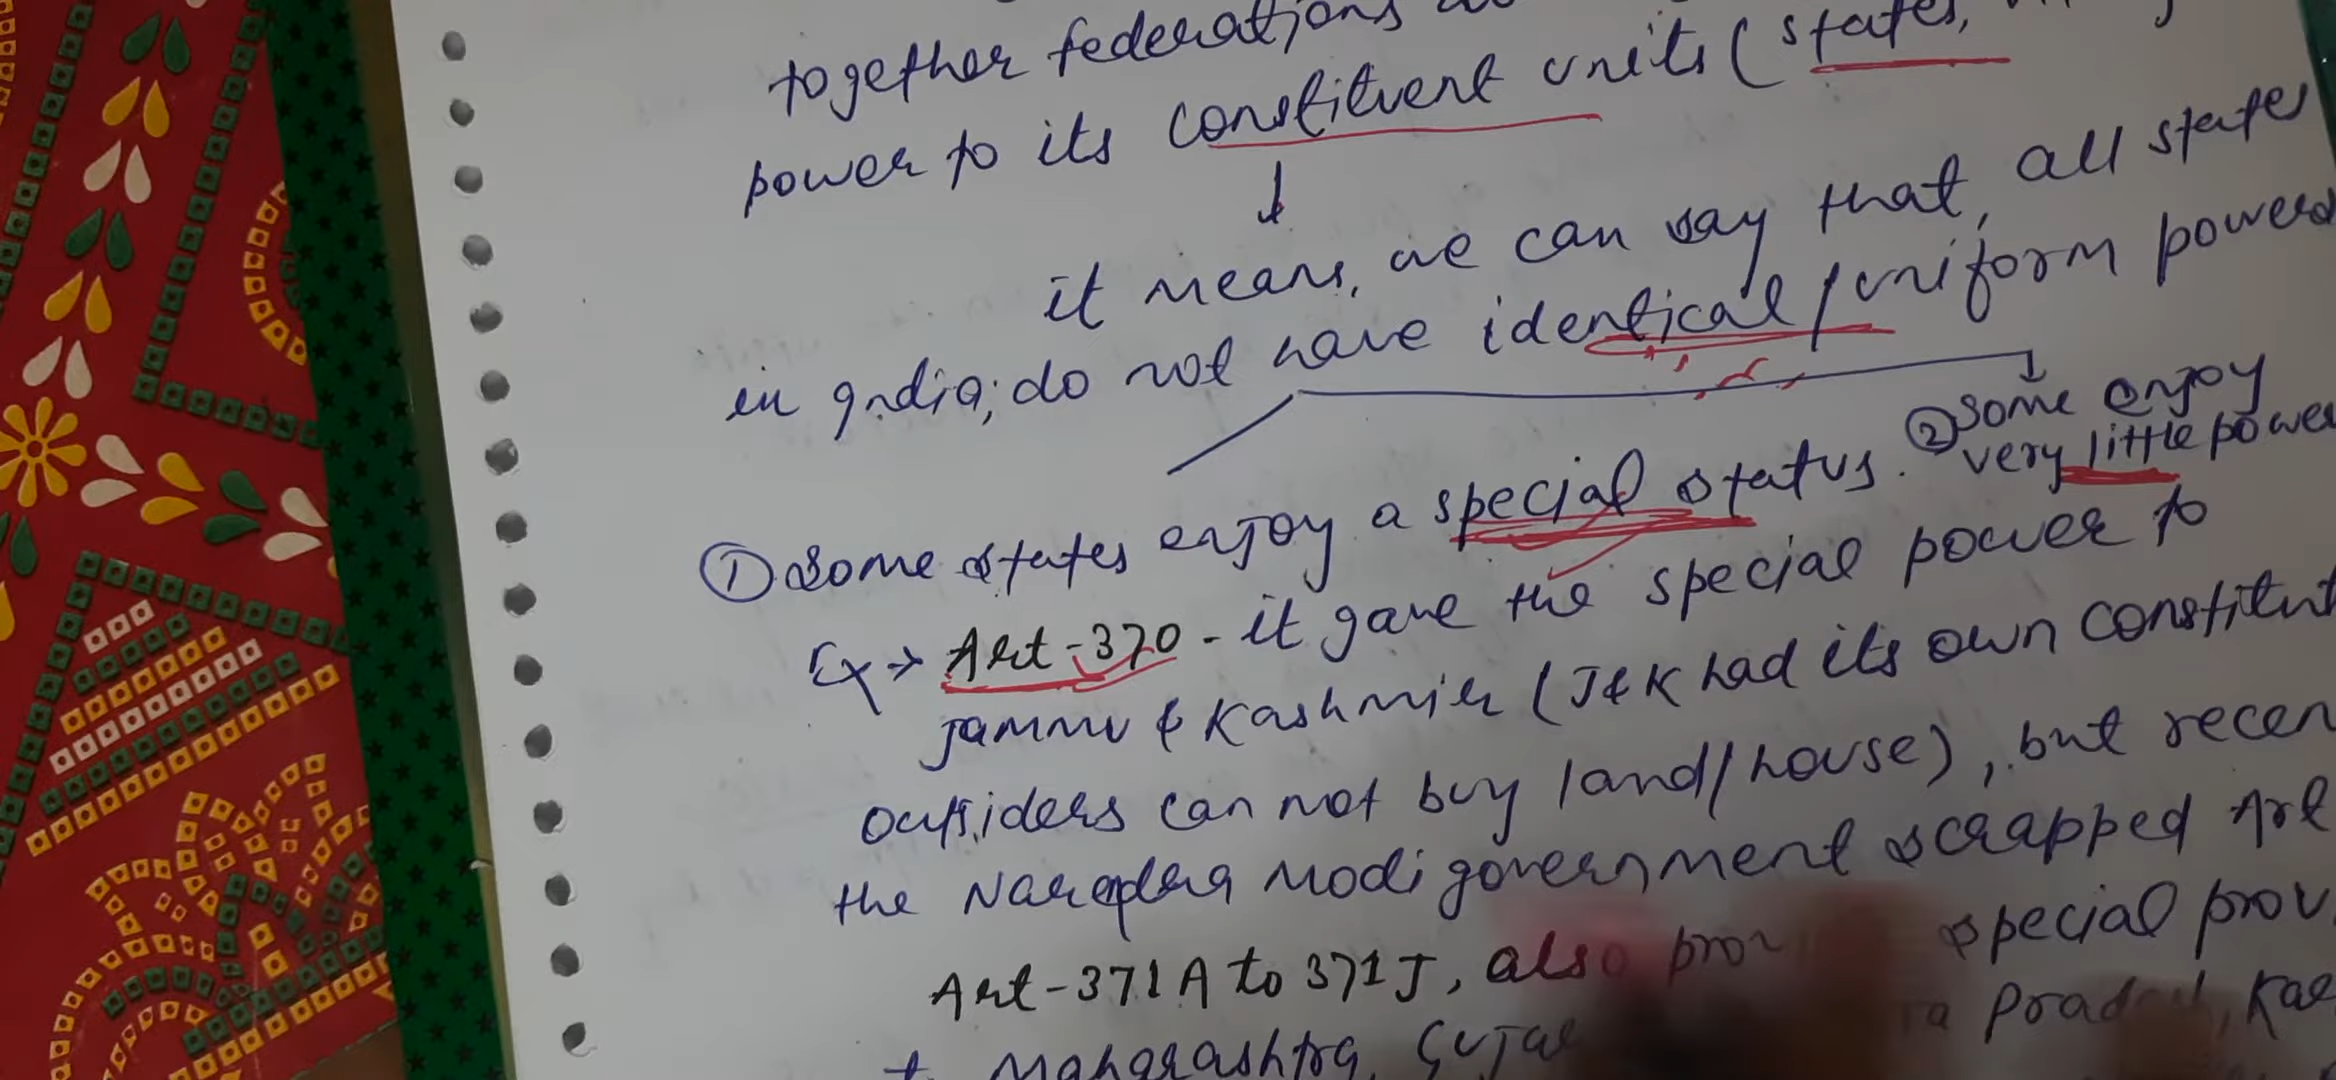 together federations
power to its constituent units (states,
↓
it means, we can say that, all states
in India; do not have identical / uniform powers
② some enjoy
very little power
① some states enjoy a special status.
Ex → Art-370 - it gave the special power to
Jammu & Kashmir (J&K had its own constitut
outsiders can not buy land/house), but recen
the Narendra Modi government scrapped Art
Art-371A to 371J, also special prov
Maharashtra, Gujar Pradesh, Kar